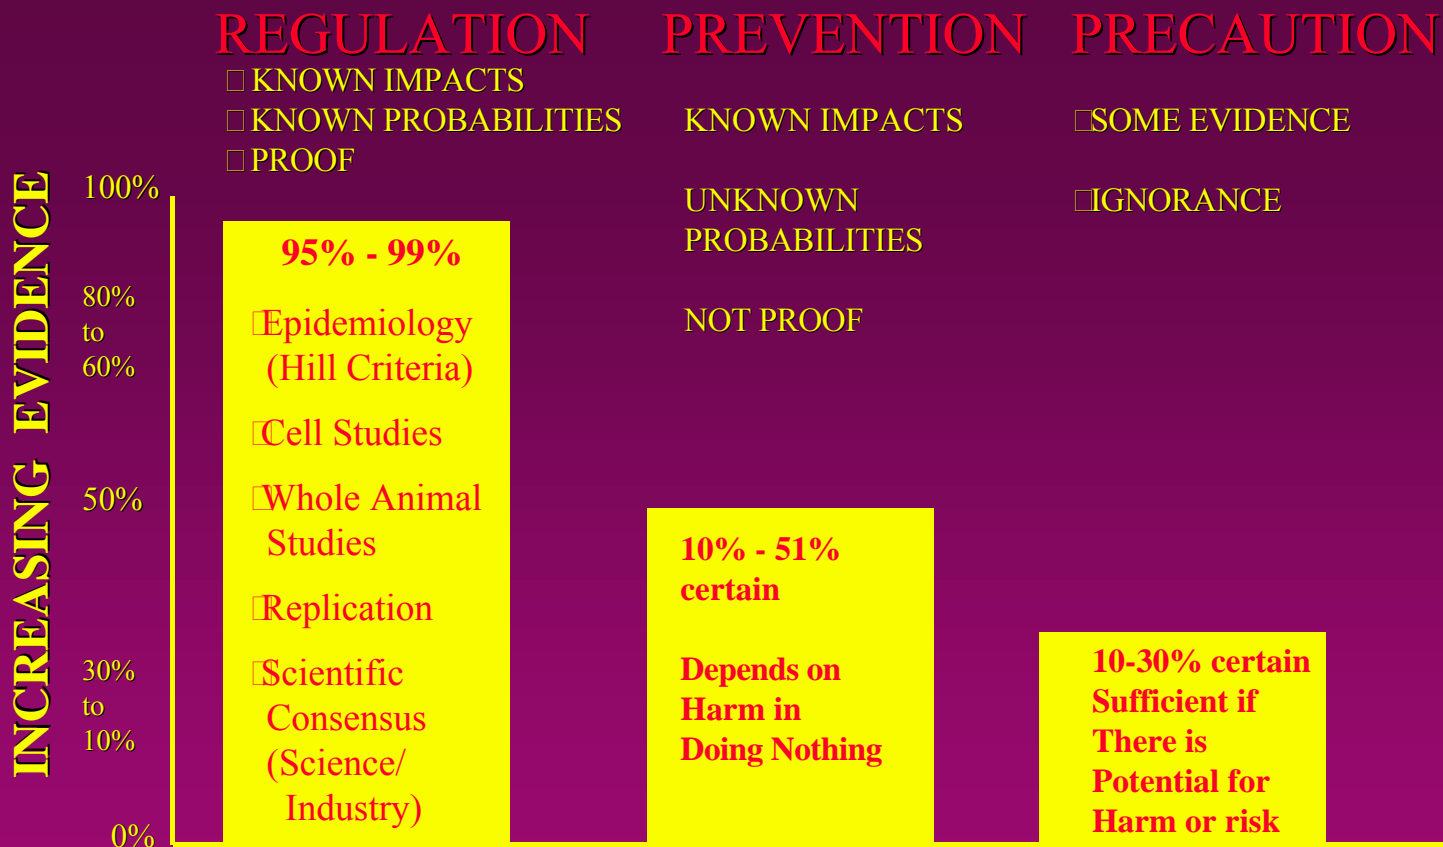 REGULATION
□ KNOWN IMPACTS
□ KNOWN PROBABILITIES
□ PROOF
PREVENTION
KNOWN IMPACTS
UNKNOWN
PROBABILITIES
NOT PROOF
PRECAUTION
□SOME EVIDENCE
□IGNORANCE
INCREASING EVIDENCE
100%
80%
to
60%
50%
30%
to
10%
0%
95% - 99%
□Epidemiology
(Hill Criteria)
□Cell Studies
□Whole Animal
Studies
□Replication
□Scientific
Consensus
(Science/
Industry)
10% - 51%
certain
Depends on
Harm in
Doing Nothing
10-30% certain
Sufficient if
There is
Potential for
Harm or risk